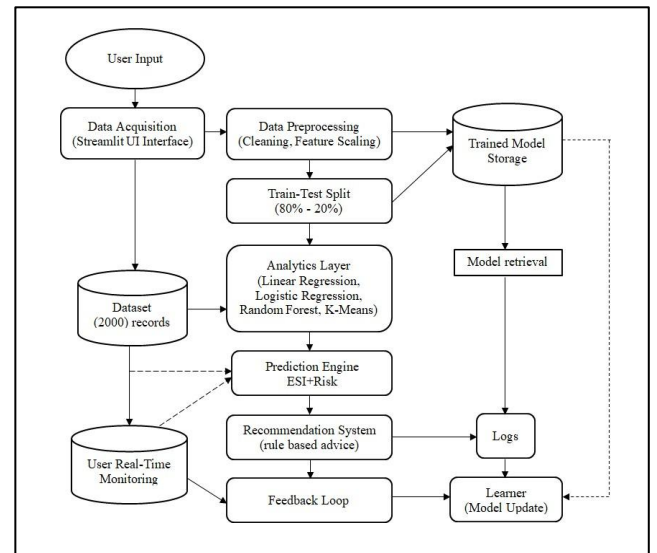 User Input
Data Acquisition
(Streamlit UI Interface)
Data Preprocessing
(Cleaning, Feature Scaling)
Trained Model
Storage
Train-Test Split
(80% - 20%)
Analytics Layer
(Linear Regression,
Logistic Regression,
Random Forest, K-Means)
Model retrieval
Dataset
(2000) records
Prediction Engine
ESI+Risk
Recommendation System
(rule based advice)
Logs
User Real-Time
Monitoring
Feedback Loop
Learner
(Model Update)